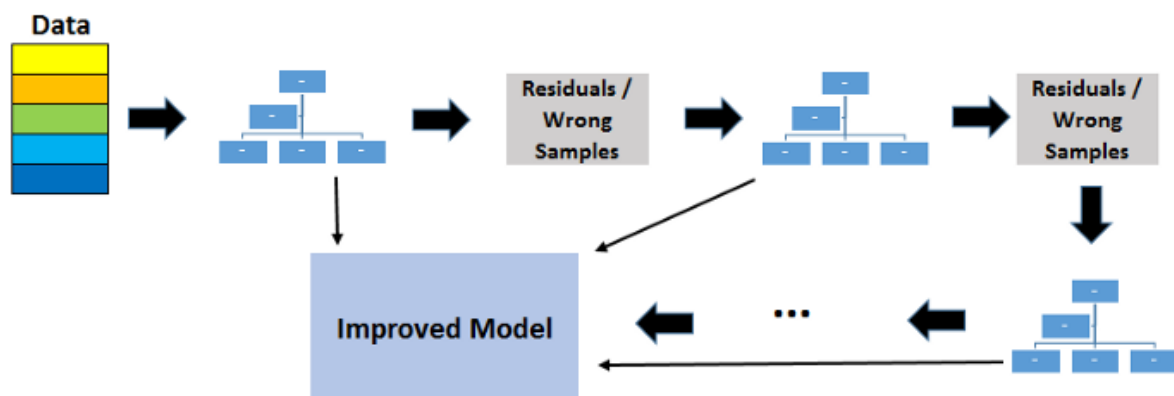 Data
-
-
-
-
-
Residuals /
Wrong
Samples
-
-
-
-
-
Residuals /
Wrong
Samples
Improved Model
...
-
-
-
-
-